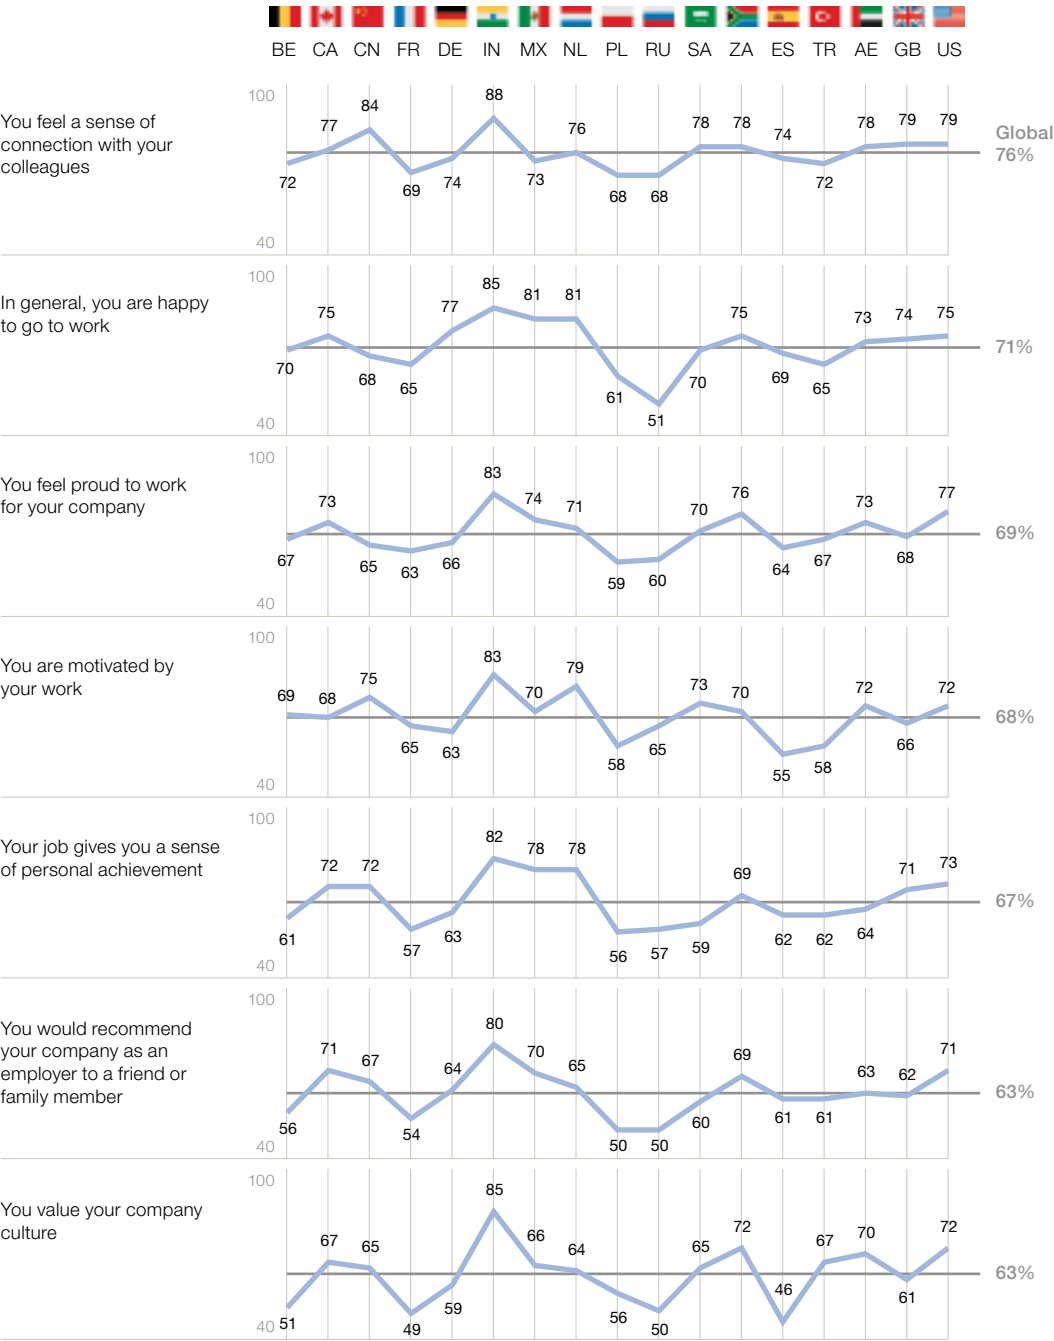 BE CA CN FR DE IN MX NL PL RU SA ZA ES TR AE GB US
You feel a sense of
connection with your
colleagues
100
40
72 77 84 69 74 88 73 76 68 68 78 78 74 72 78 79 79
Global
76%
In general, you are happy
to go to work
100
40
70 75 68 65 77 85 81 81 61 51 70 75 69 65 73 74 75
71%
You feel proud to work
for your company
100
40
67 73 65 63 66 83 74 71 59 60 70 76 64 67 73 68 77
69%
You are motivated by
your work
100
40
69 68 75 65 63 83 70 79 58 65 73 70 55 58 72 66 72
68%
Your job gives you a sense
of personal achievement
100
40
61 72 72 57 63 82 78 78 56 57 59 69 62 62 64 71 73
67%
You would recommend
your company as an
employer to a friend or
family member
100
40
56 71 67 54 64 80 70 65 50 50 60 69 61 61 63 62 71
63%
You value your company
culture
100
40
51 67 65 49 59 85 66 64 56 50 65 72 46 67 70 61 72
63%